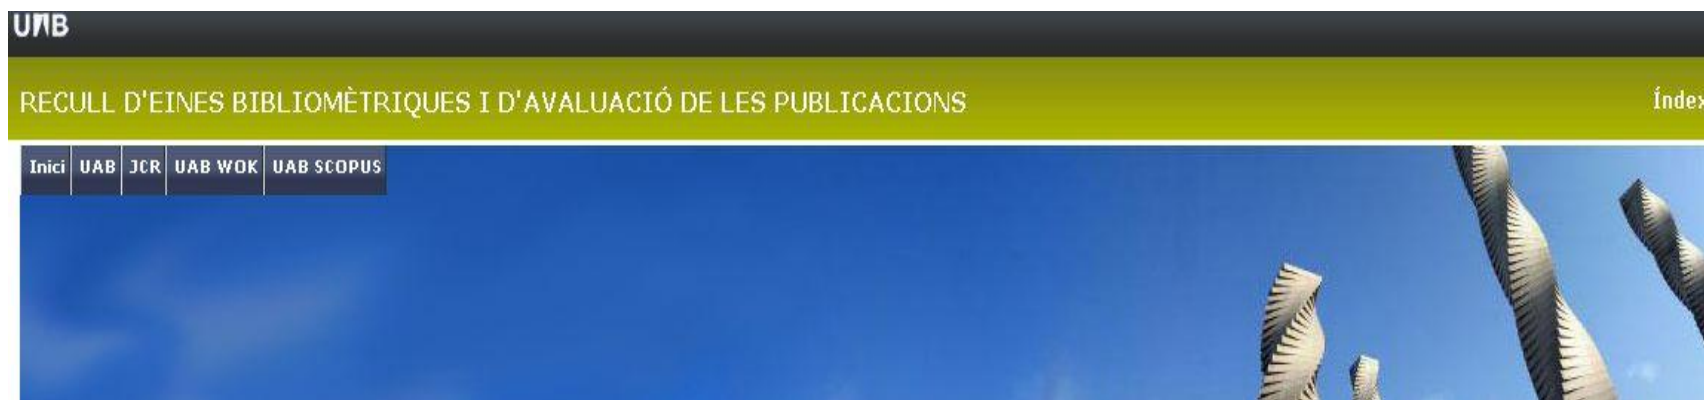 UAB
RECULL D'EINES BIBLIOMÈTRIQUES I D'AVALUACIÓ DE LES PUBLICACIONS
Índex
Inici UAB JCR UAB WOK UAB SCOPUS